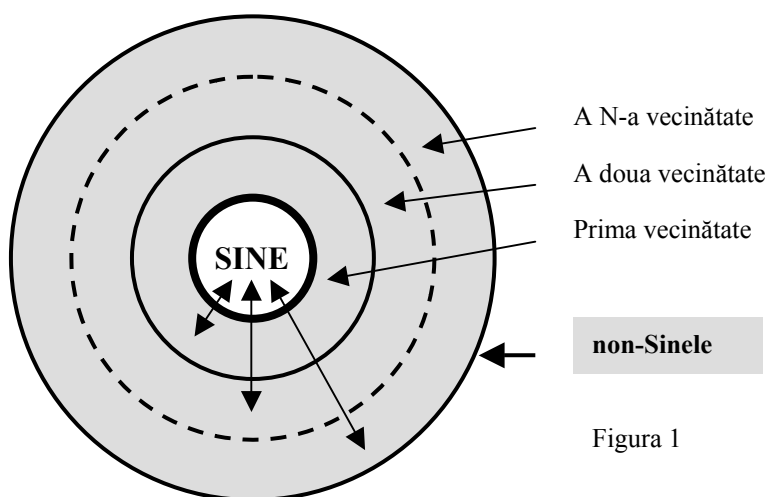 A N-a vecinătate
A doua vecinătate
Prima vecinătate
SINE
non-Sinele
Figura 1